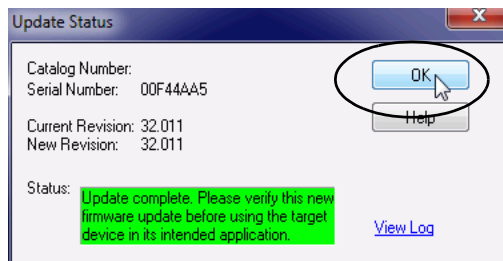 Update Status
X
Catalog Number:
Serial Number: 00F44AA5
OK
Help
Current Revision: 32.011
New Revision: 32.011
Status: Update complete. Please verify this new
firmware update before using the target
device in its intended application.
View Log